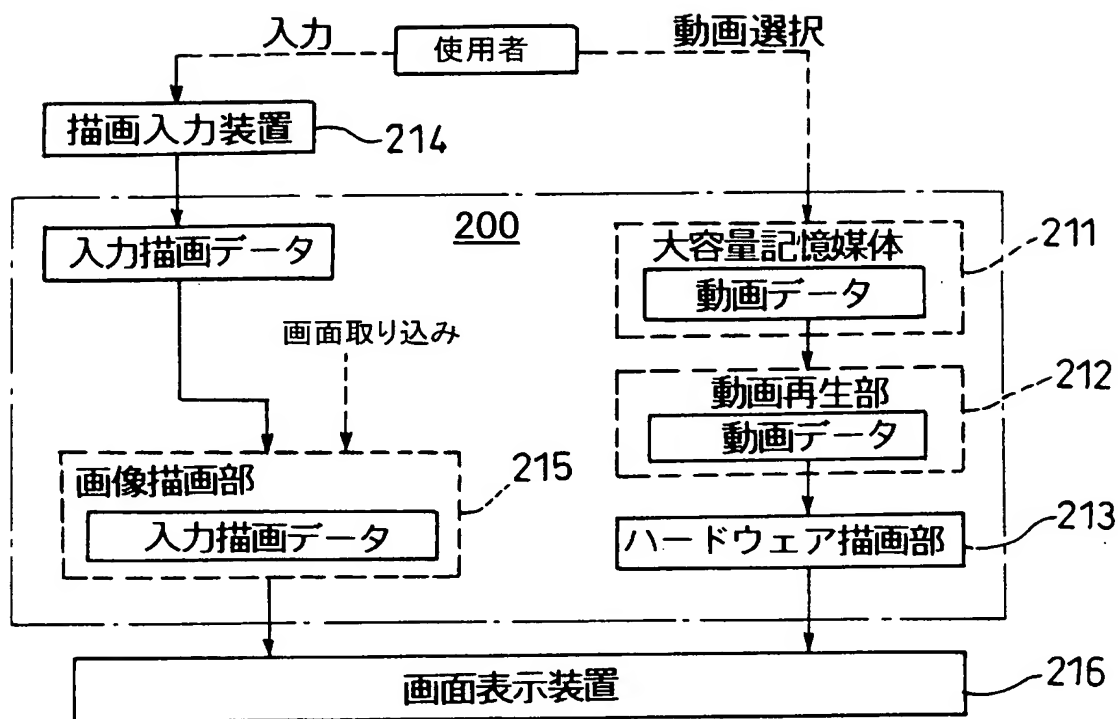 入力
使用者
動画選択
描画入力装置
214
200
入力描画データ
大容量記憶媒体
211
動画データ
画面取り込み
動画再生部
212
動画データ
画像描画部
215
入力描画データ
ハードウェア描画部
213
画面表示装置
216